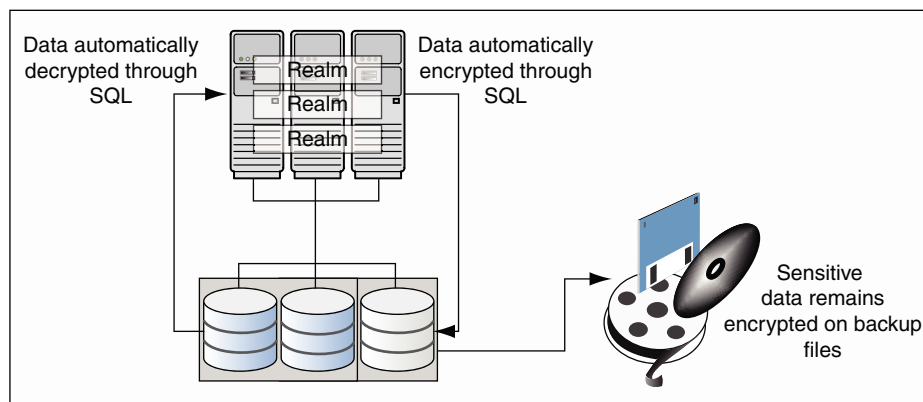 Data automatically
decrypted through
SQL
Realm
Realm
Realm
Data automatically
encrypted through
SQL
Sensitive
data remains
encrypted on backup
files